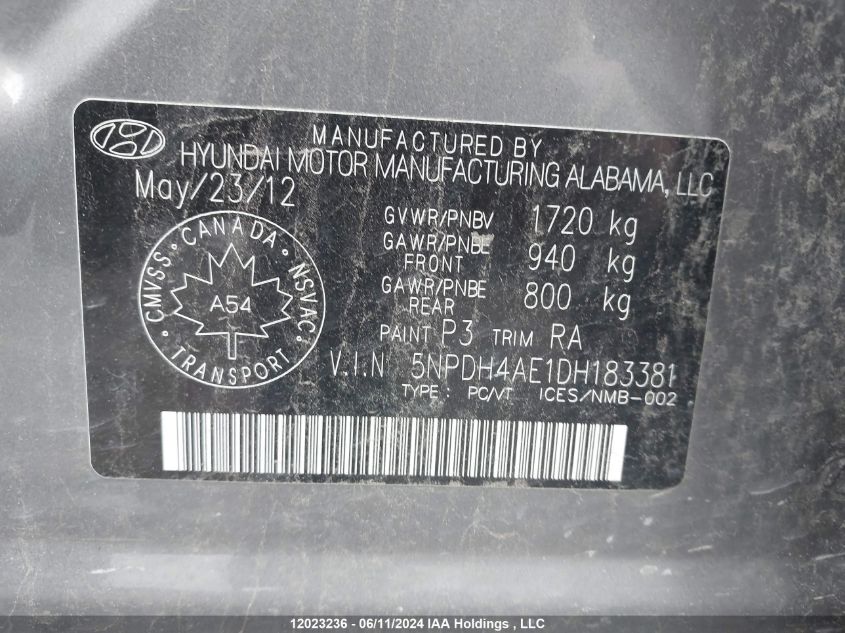 MANUFACTURED BY
HYUNDAI MOTOR MANUFACTURING ALABAMA, LLC
May/23/12
GVWR/PNBV 1720 kg
GAWR/PNBE FRONT 940 kg
GAWR/PNBE REAR 800 kg
PAINT P3 TRIM RA
V.I.N 5NPDH4AE1DH183381
TYPE: PC/VT ICES/NMB-002
CANADA
CMVSS · NSVAC
A54
TRANSPORT
12023236 - 06/11/2024 IAA Holdings , LLC